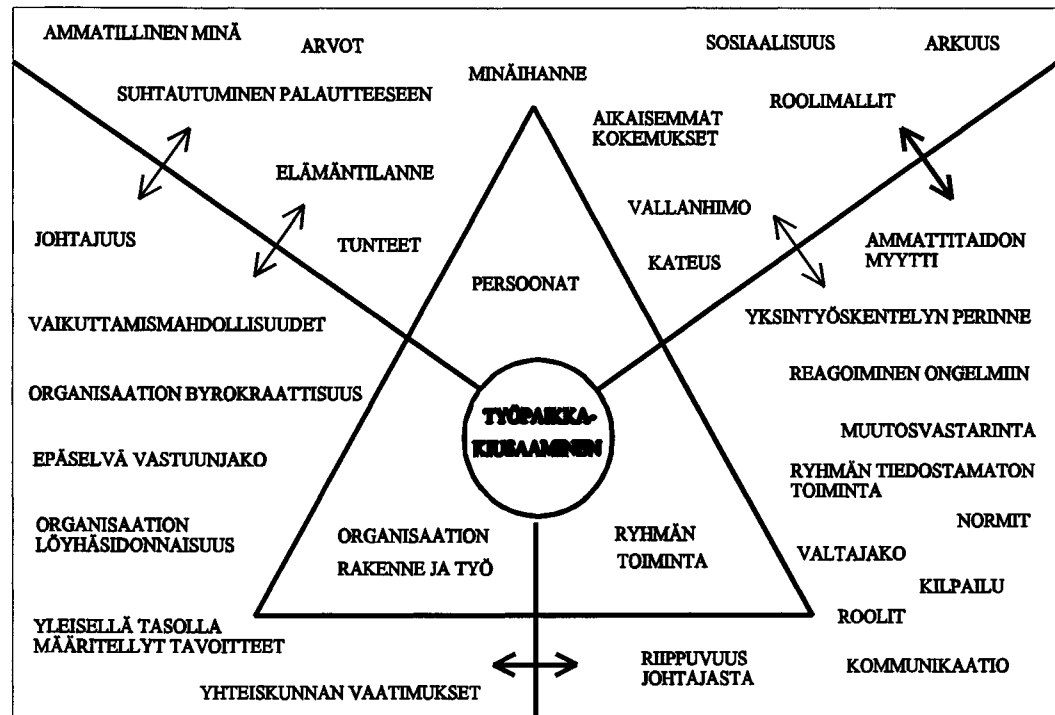 AMMATILLINEN MINÄ
ARVOT
SOSIAALISUUS
ARKUUS
MINÄIHANNE
SUHTAUTUMINEN PALAUTTEESEEN
ROOLIMALLIT
AIKAISEMMAT
KOKEMUKSET
ELÄMÄNTILANNE
VALLANHIMO
JOHTAJUUS
TUNTEET
KATEUS
AMMATTITAIDON
MYYTTI
PERSOONAT
VAIKUTTAMISMAHDOLLISUUDET
YKSINTYÖSKENTELYN PERINNE
REAGOIMINEN ONGELMIIN
ORGANISAATION BYROKRAATTISUUS
TYÖPAIKKA-
KIUSAAMINEN
MUUTOSVASTARINTA
EPÄSELVÄ VASTUUNJAKO
RYHMÄN TIEDOSTAMATON
TOIMINTA
ORGANISAATION
LÖYHÄSIDONNAISUUS
ORGANISAATION
RAKENNE JA TYÖ
RYHMÄN
TOIMINTA
NORMIT
VALTAJAKO
KILPAILU
ROOLIT
YLEISELLÄ TASOLLA
MÄÄRITELLYT TAVOITTEET
RIIPPUVUUS
JOHTAJASTA
KOMMUNIKAATIO
YHTEISKUNNAN VAATIMUKSET